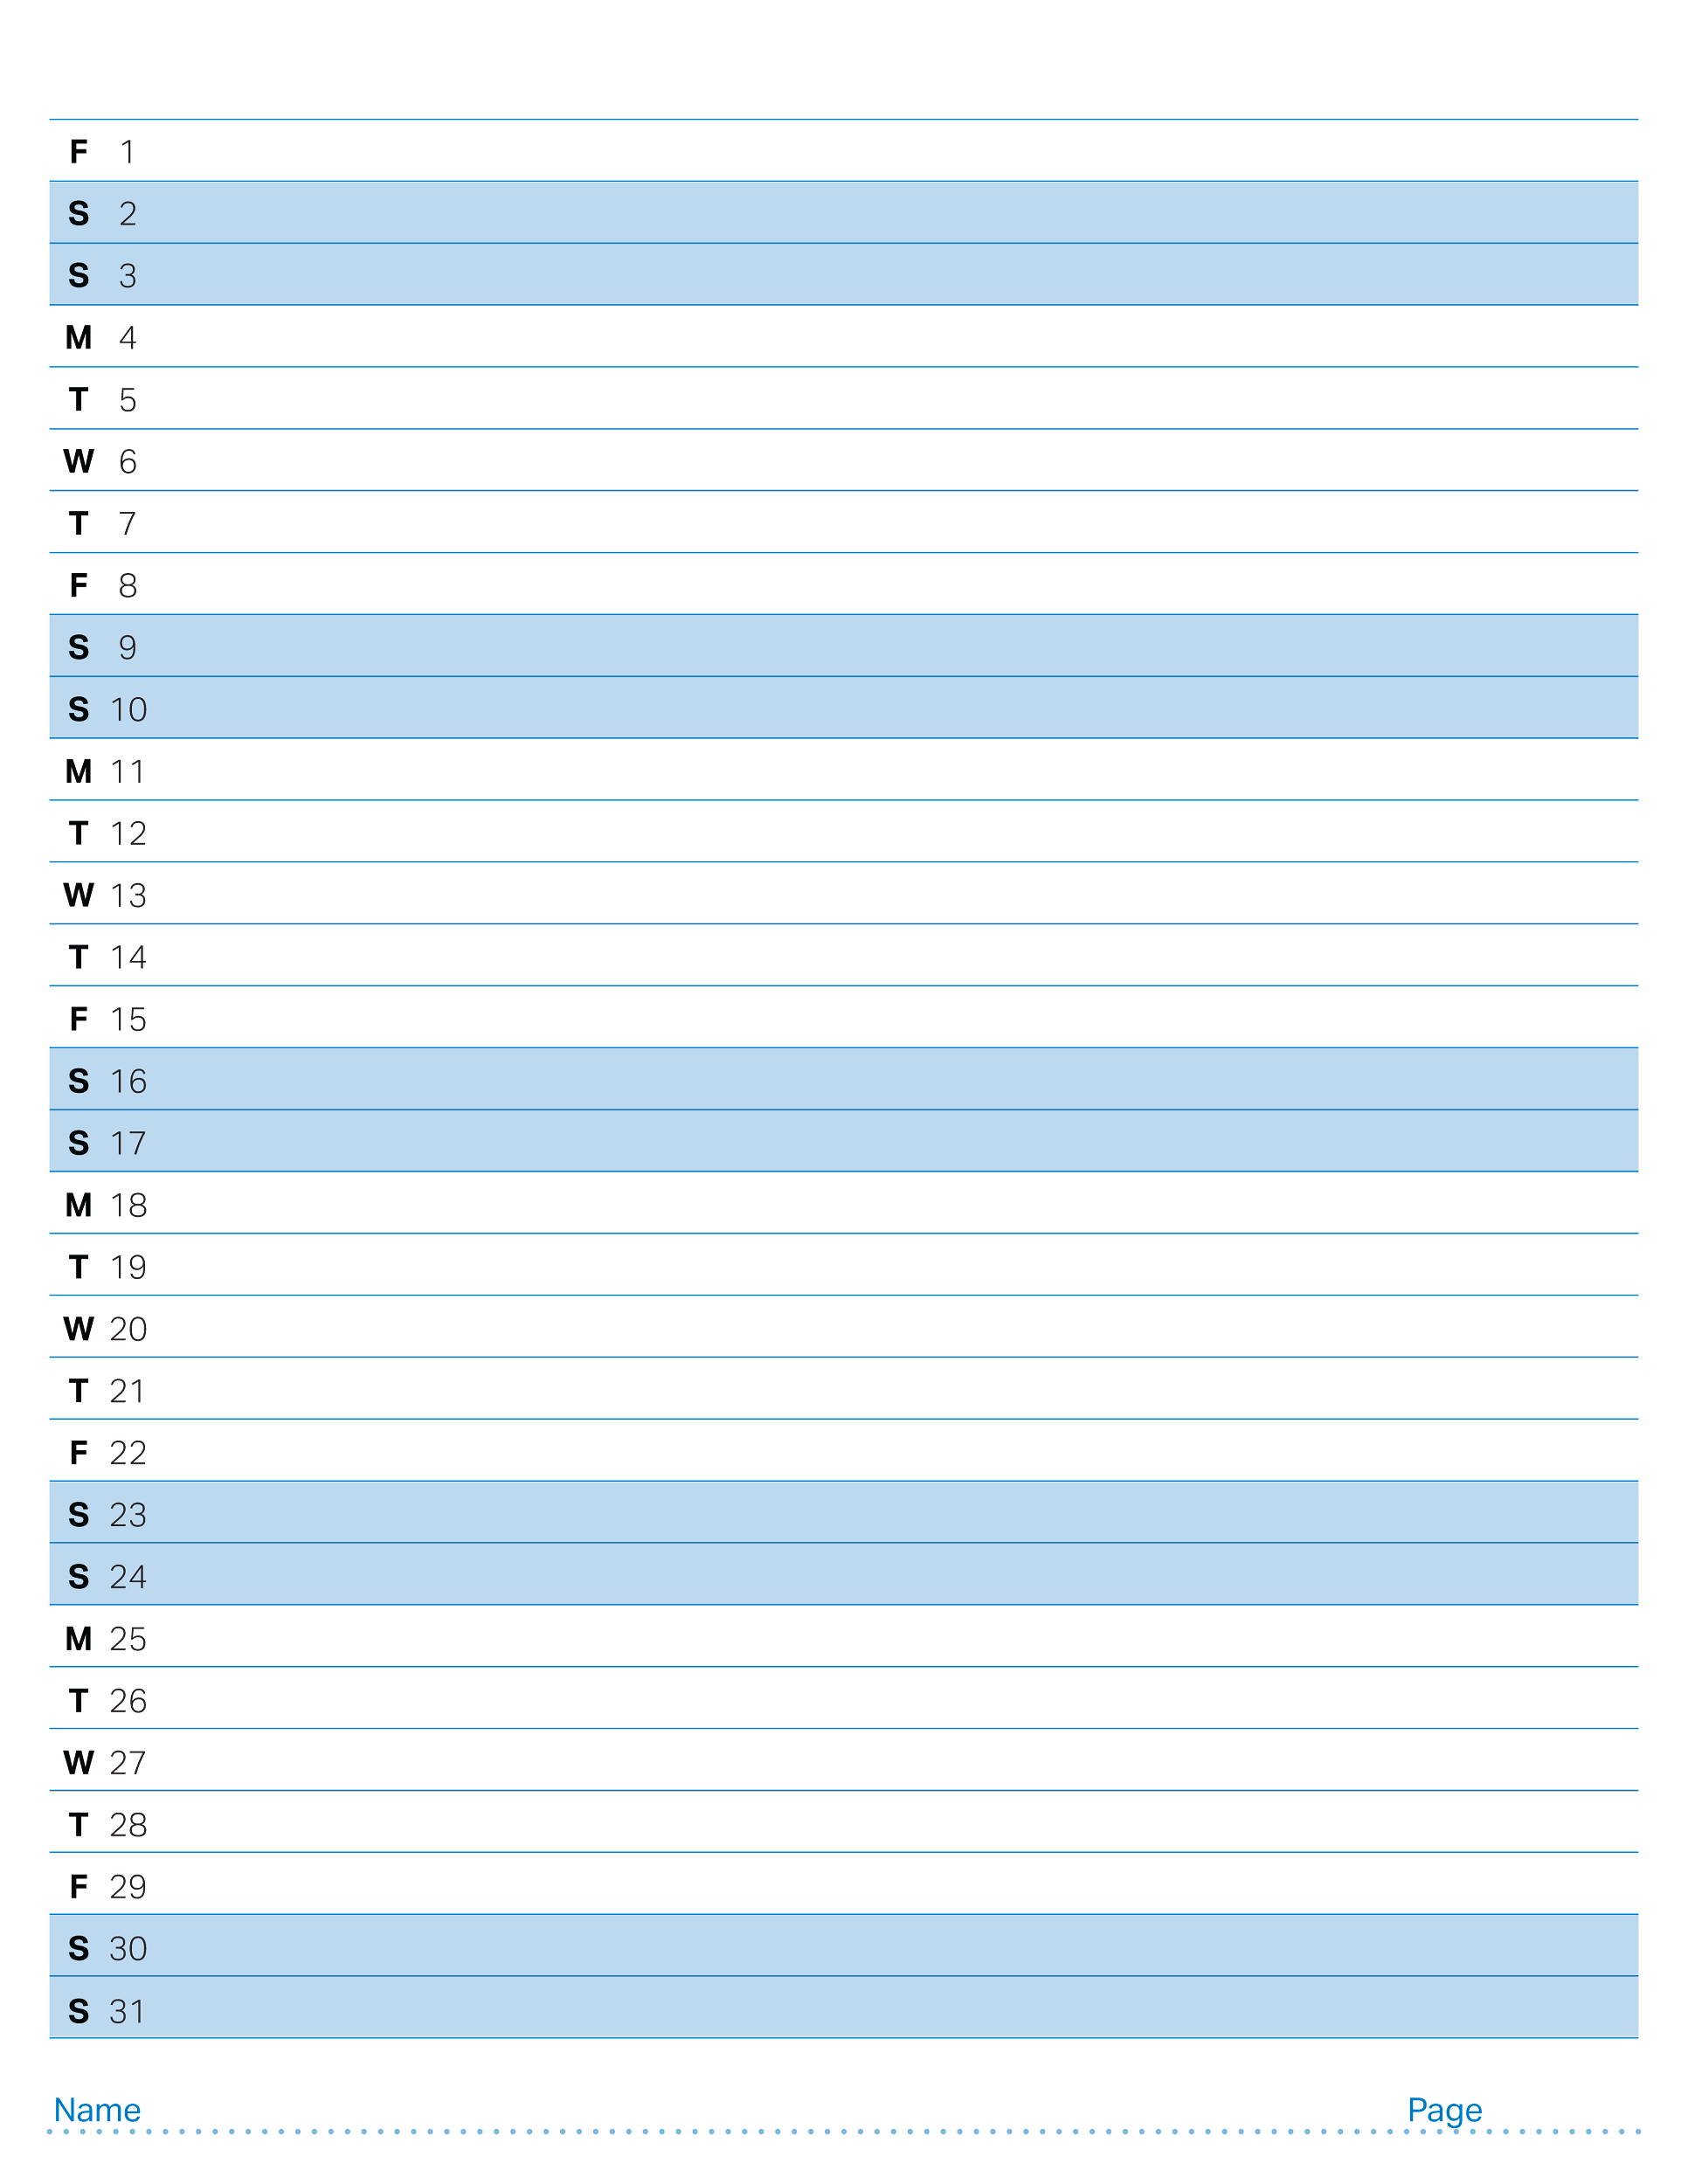 F 1
S 2
S 3
M 4
T 5
W 6
T 7
F 8
S 9
S 10
M 11
T 12
W 13
T 14
F 15
S 16
S 17
M 18
T 19
W 20
T 21
F 22
S 23
S 24
M 25
T 26
W 27
T 28
F 29
S 30
S 31
Name Page